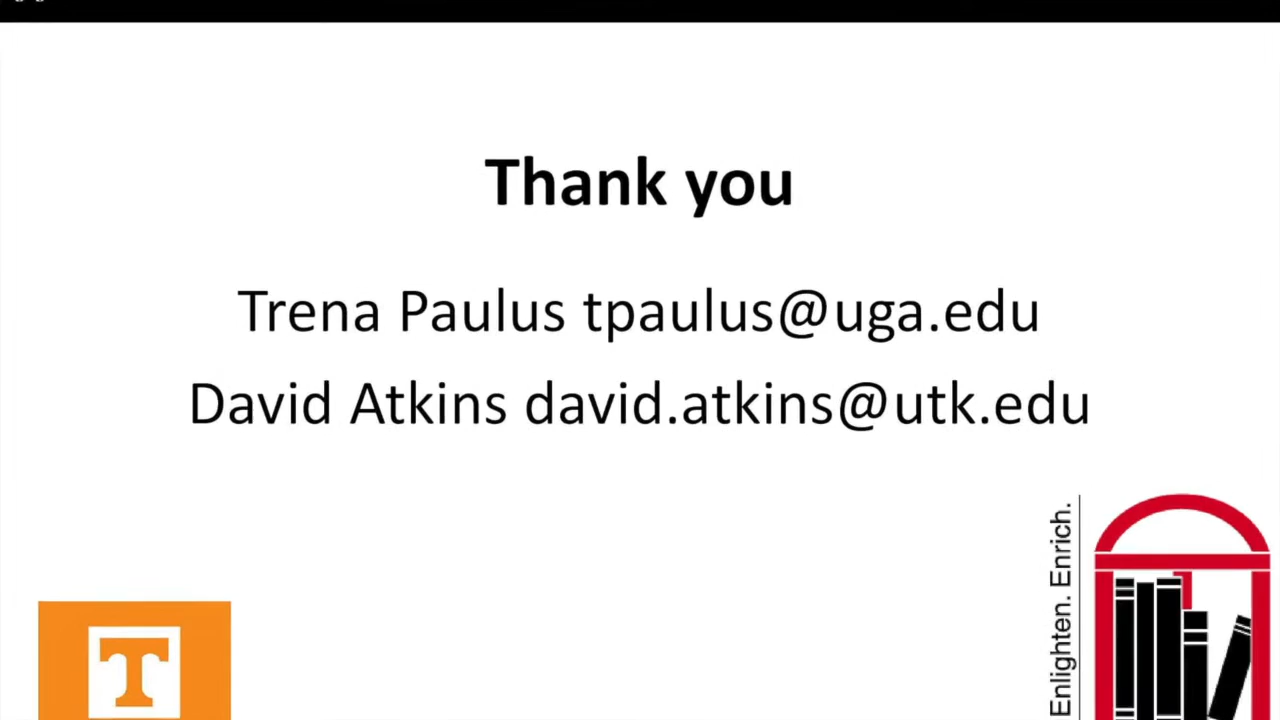 Thank you
Trena Paulus tpaulus@uga.edu
David Atkins david.atkins@utk.edu
Enlighten. Enrich.
T